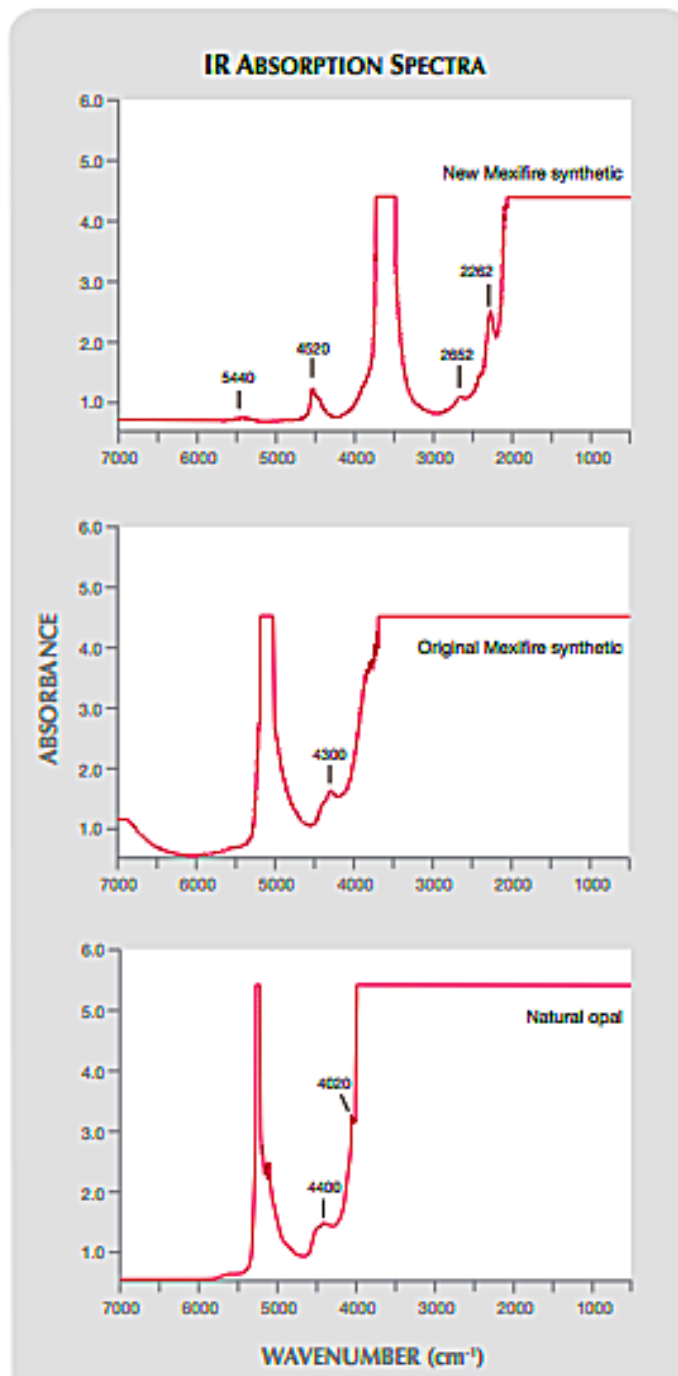 IR ABSORPTION SPECTRA
6.0
5.0
4.0
3.0
2.0
1.0
New Mexifire synthetic
5440
4520
2652
2262
7000 6000 5000 4000 3000 2000 1000
ABSORBANCE
6.0
5.0
4.0
3.0
2.0
1.0
Original Mexifire synthetic
4300
7000 6000 5000 4000 3000 2000 1000
6.0
5.0
4.0
3.0
2.0
1.0
Natural opal
4020
4400
7000 6000 5000 4000 3000 2000 1000
WAVENUMBER (cm⁻¹)